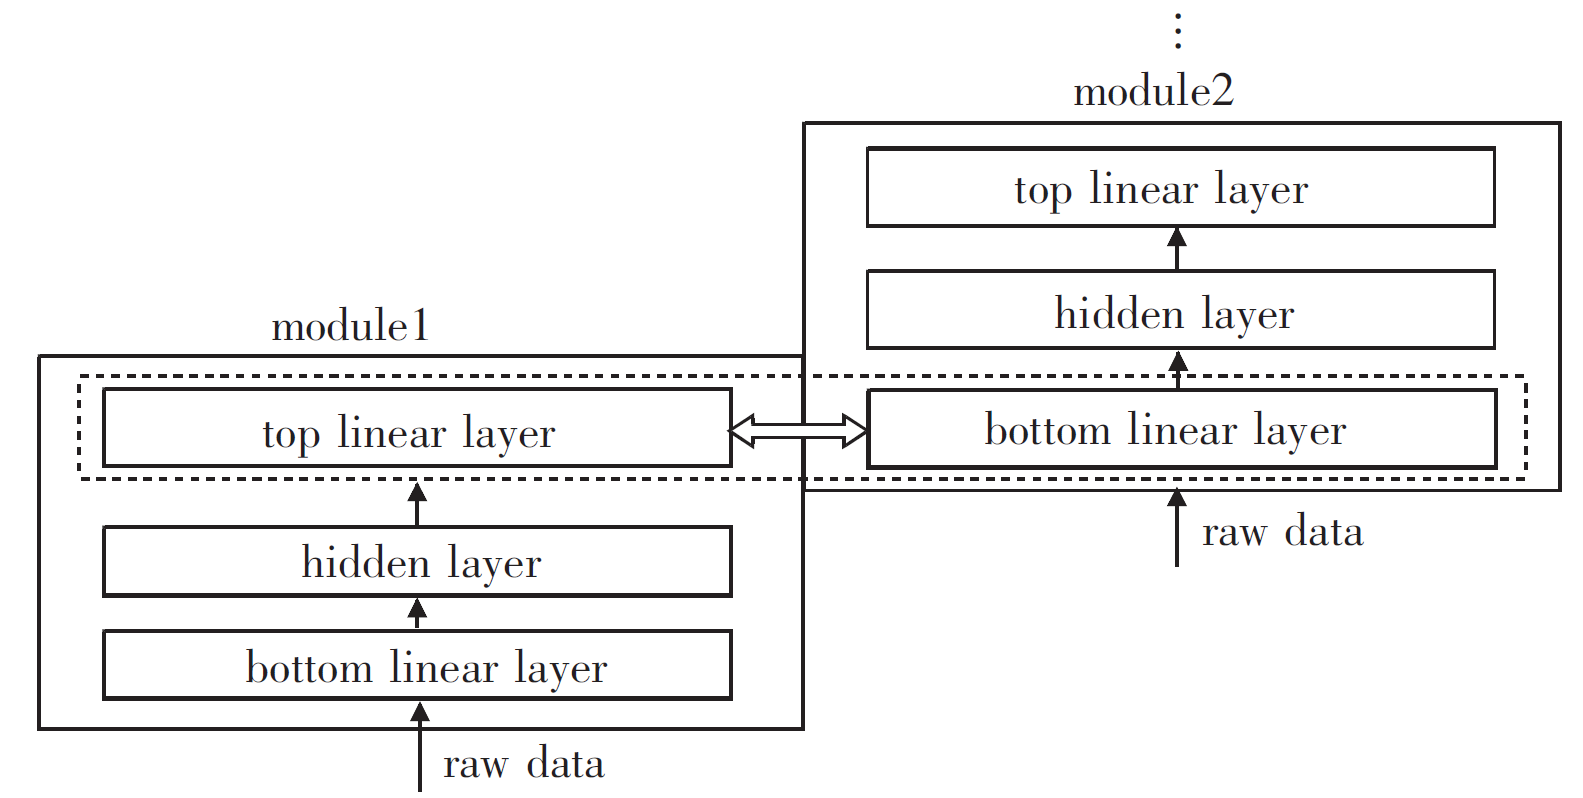 ⋮
module2
top linear layer
hidden layer
bottom linear layer
raw data
module1
top linear layer
hidden layer
bottom linear layer
raw data